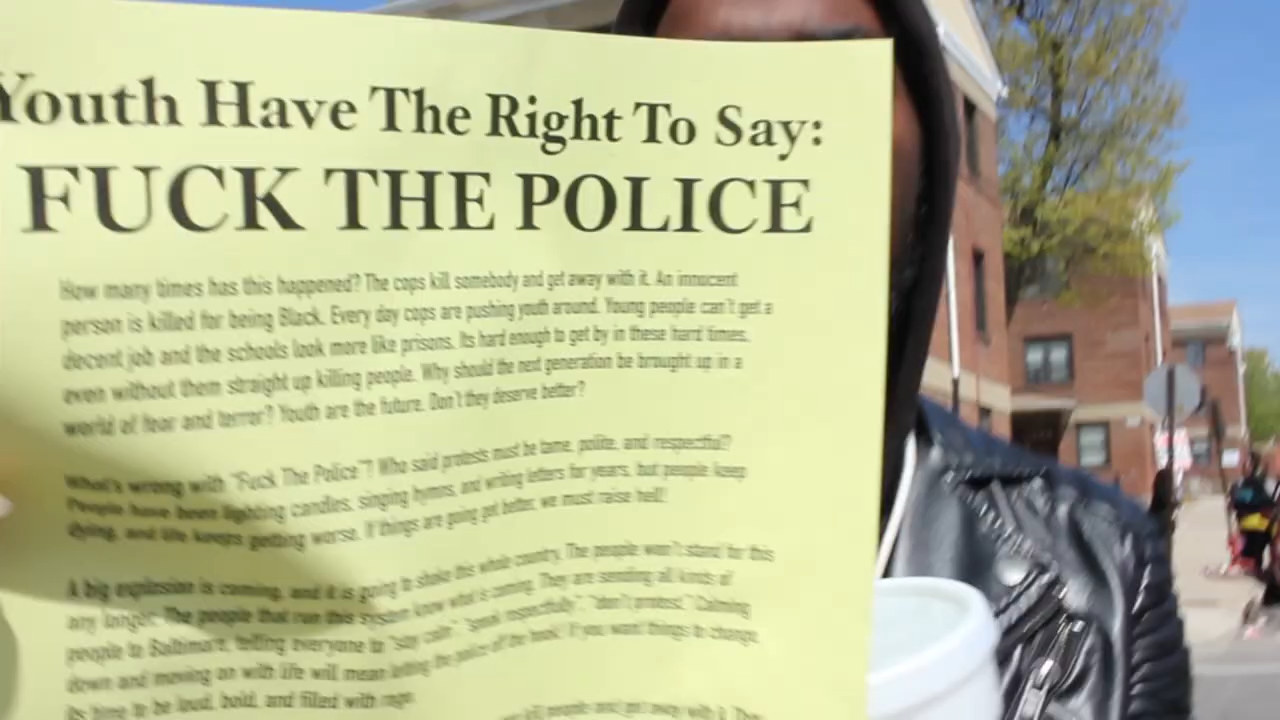 Youth Have The Right To Say:
FUCK THE POLICE
How many times has this happened? The cops kill somebody and get away with it. An innocent
person is killed for being Black. Every day cops are pushing youth around. Young people can't get a
decent job and the schools look more like prisons. Its hard enough to get by in these hard times,
even without them straight up killing people. Why should the next generation be brought up in a
world of fear and terror? Youth are the future. Don't they deserve better?
What's wrong with "Fuck The Police"? Who said protests must be tame, polite, and respectful?
People have been lighting candles, singing hymns, and writing letters for years, but people keep
dying, and life keeps getting worse. If things are going get better, we must raise hell!
A big explosion is coming, and it is going to shake this whole country. The people won't stand for this
any longer. The people that run this system know what is coming. They are sending all kinds of
people to Baltimore, telling everyone to "stay calm", "speak respectfully", "don't protest." Calming
down and moving on with life will mean letting the police off the hook! If you want things to change,
its time to be loud, bold, and filled with rage.
kill people and get away with it. They